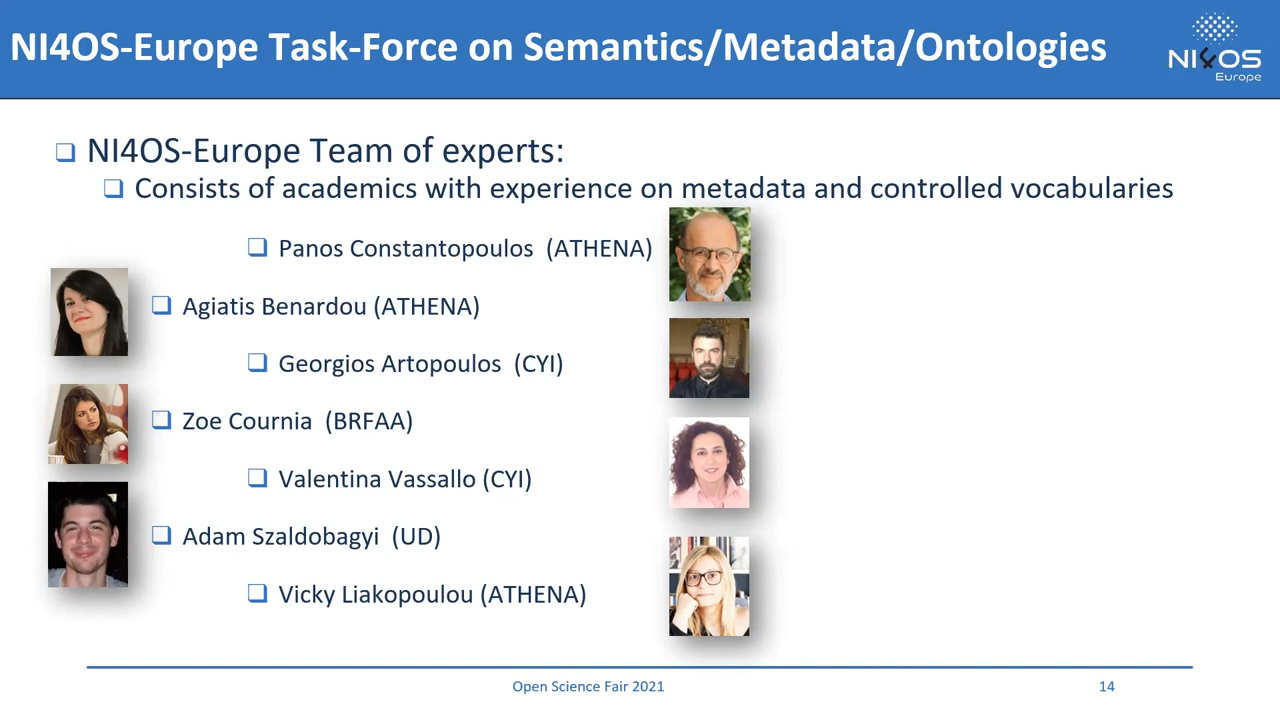 NI4OS-Europe Task-Force on Semantics/Metadata/Ontologies
NI4OS
Europe
NI4OS-Europe Team of experts:
Consists of academics with experience on metadata and controlled vocabularies
Panos Constantopoulos (ATHENA)
Agiatis Benardou (ATHENA)
Georgios Artopoulos (CYI)
Zoe Cournia (BRFAA)
Valentina Vassallo (CYI)
Adam Szaldobagyi (UD)
Vicky Liakopoulou (ATHENA)
Open Science Fair 2021
14